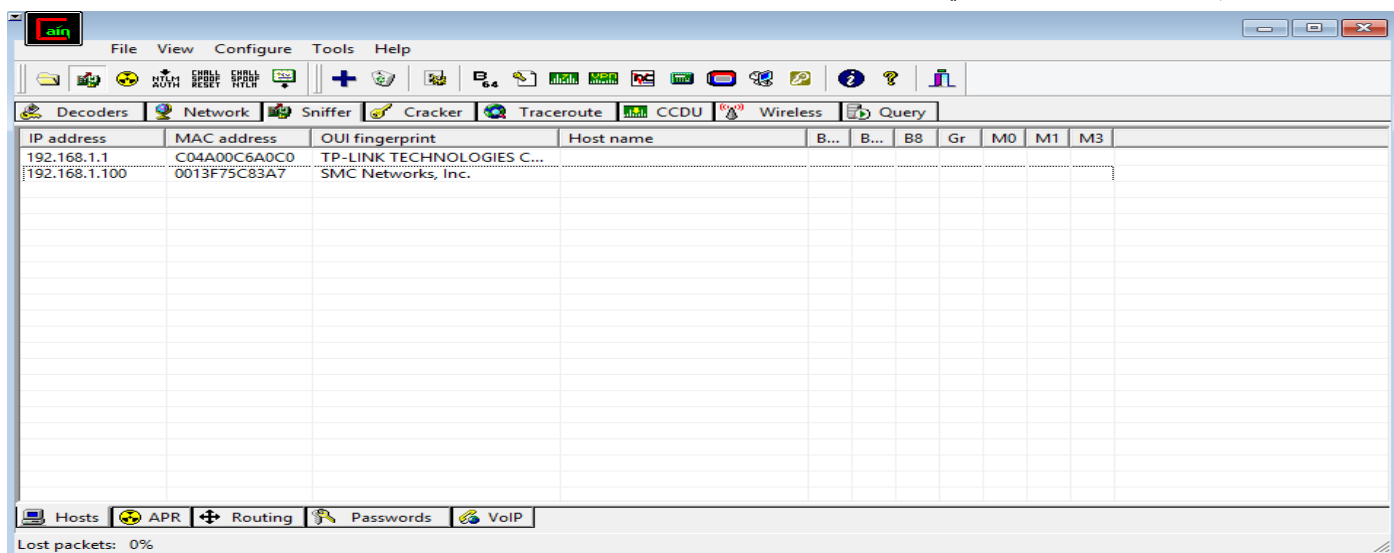 aín
File View Configure Tools Help
NTLM AUTH CHALL SPOOF RESET CHALL SPOOF NTLM B64
Decoders Network Sniffer Cracker Traceroute CCDU Wireless Query
IP address MAC address OUI fingerprint Host name B... B... B8 Gr M0 M1 M3
192.168.1.1 C04A00C6A0C0 TP-LINK TECHNOLOGIES C...
192.168.1.100 0013F75C83A7 SMC Networks, Inc.
Hosts APR Routing Passwords VoIP
Lost packets: 0%